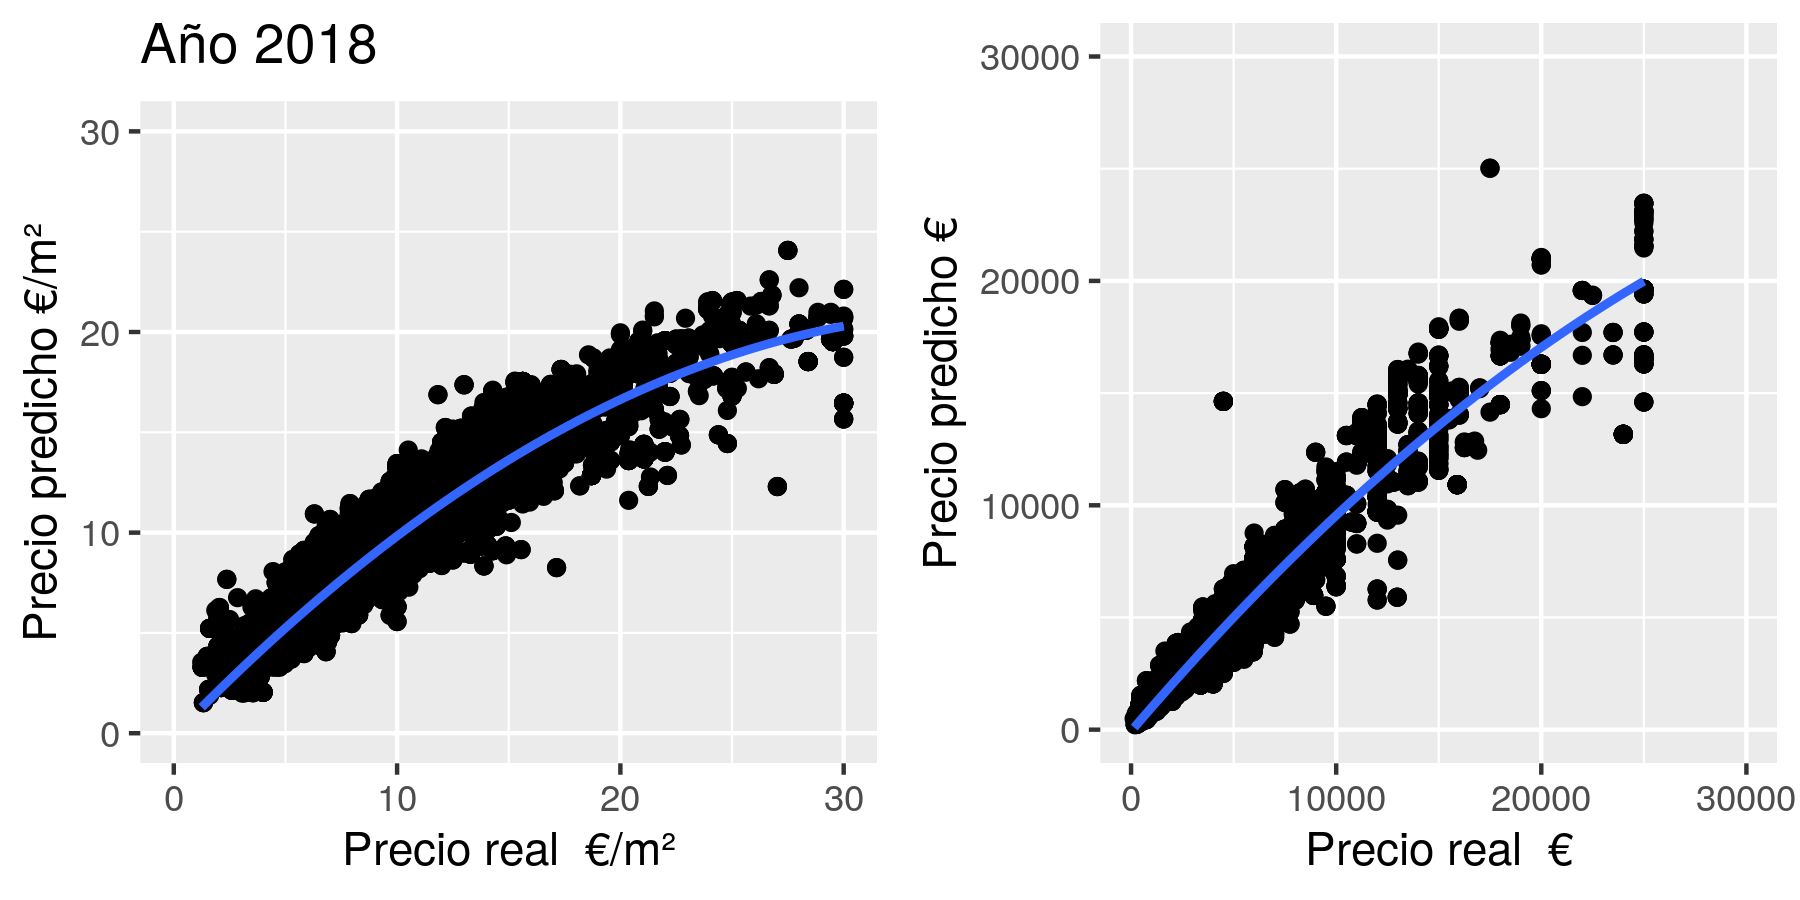 Año 2018
Precio predicho €/m²
30
20
10
0
0 10 20 30
Precio real €/m²
Precio predicho €
30000
20000
10000
0
0 10000 20000 30000
Precio real €